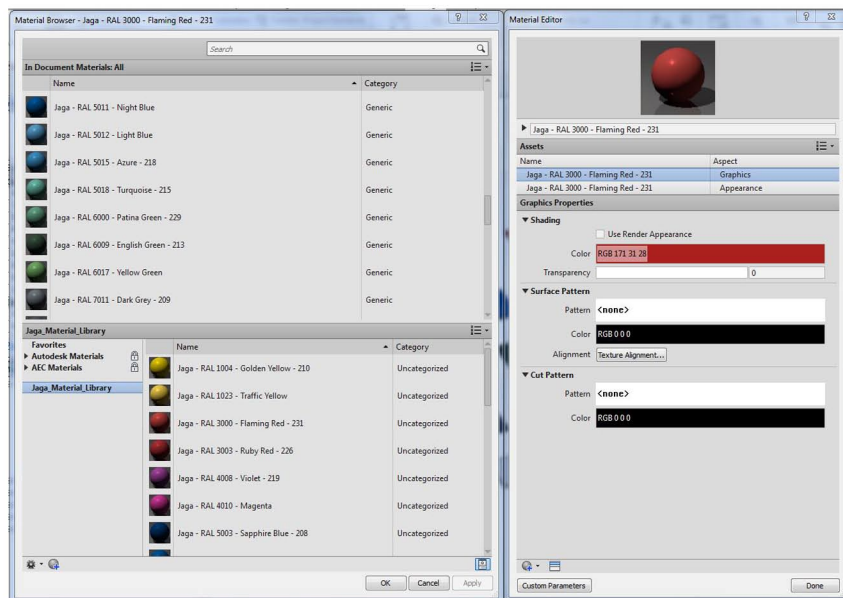 Material Browser - Jaga - RAL 3000 - Flaming Red - 231
Search
In Document Materials: All
Name Category
Jaga - RAL 5011 - Night Blue Generic
Jaga - RAL 5012 - Light Blue Generic
Jaga - RAL 5015 - Azure - 218 Generic
Jaga - RAL 5018 - Turquoise - 215 Generic
Jaga - RAL 6000 - Patina Green - 229 Generic
Jaga - RAL 6009 - English Green - 213 Generic
Jaga - RAL 6017 - Yellow Green Generic
Jaga - RAL 7011 - Dark Grey - 209 Generic
Jaga_Material_Library
Favorites
Autodesk Materials
AEC Materials
Jaga_Material_Library
Name Category
Jaga - RAL 1004 - Golden Yellow - 210 Uncategorized
Jaga - RAL 1023 - Traffic Yellow Uncategorized
Jaga - RAL 3000 - Flaming Red - 231 Uncategorized
Jaga - RAL 3003 - Ruby Red - 226 Uncategorized
Jaga - RAL 4008 - Violet - 219 Uncategorized
Jaga - RAL 4010 - Magenta Uncategorized
Jaga - RAL 5003 - Sapphire Blue - 208 Uncategorized
OK Cancel Apply
Material Editor
Jaga - RAL 3000 - Flaming Red - 231
Assets
Name Aspect
Jaga - RAL 3000 - Flaming Red - 231 Graphics
Jaga - RAL 3000 - Flaming Red - 231 Appearance
Graphics Properties
Shading
Use Render Appearance
Color RGB 171 31 28
Transparency 0
Surface Pattern
Pattern <none>
Color RGB 0 0 0
Alignment Texture Alignment...
Cut Pattern
Pattern <none>
Color RGB 0 0 0
Custom Parameters Done